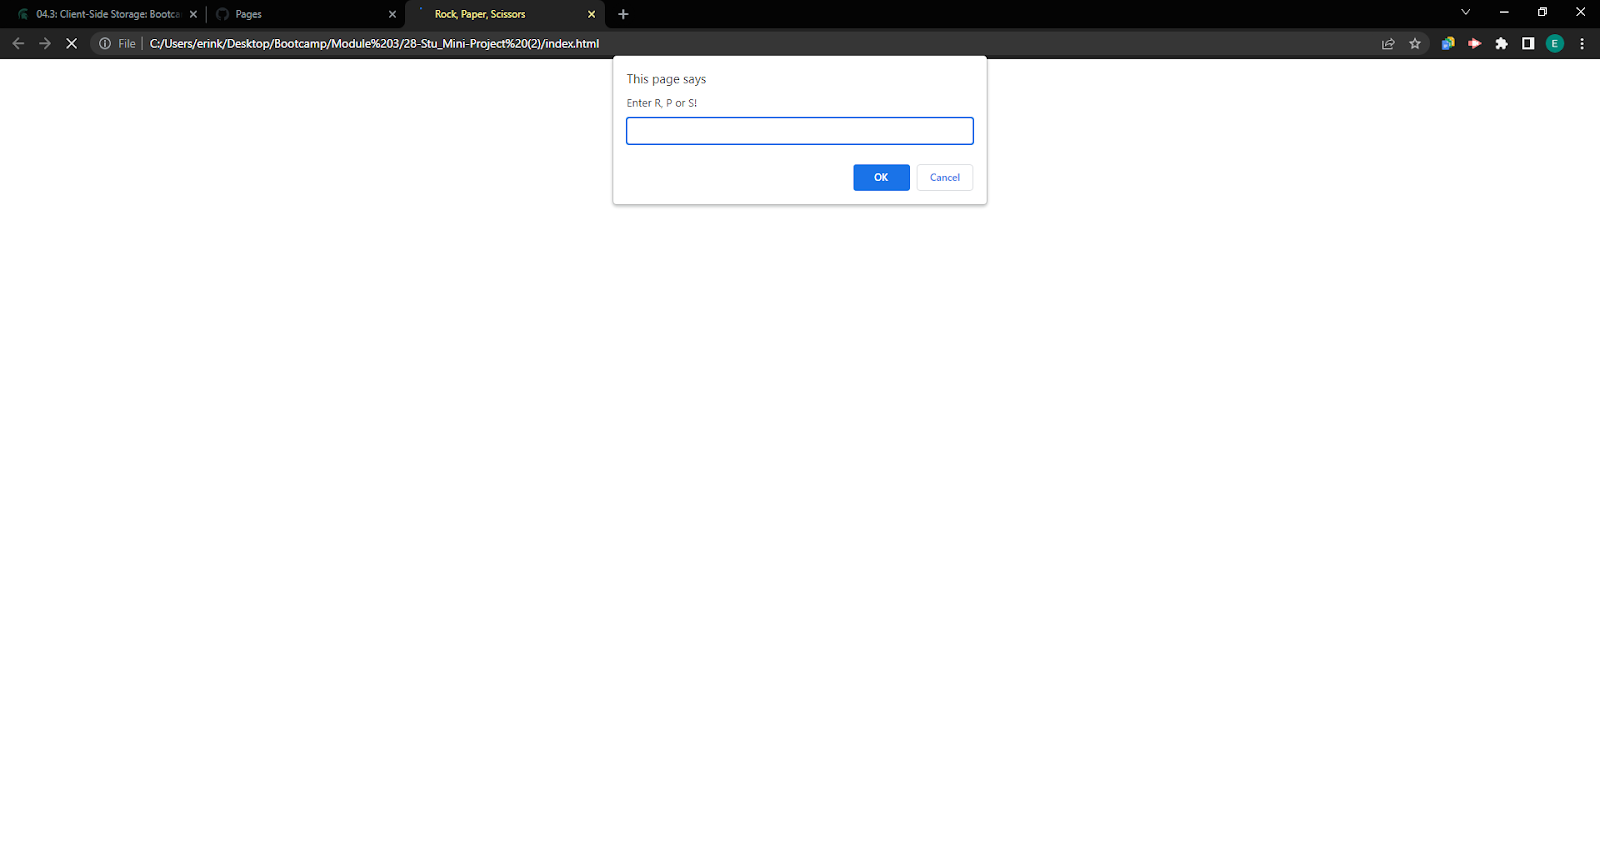 04.3: Client-Side Storage: Bootca
Pages
Rock, Paper, Scissors
File
C:/Users/erink/Desktop/Bootcamp/Module%203/28-Stu_Mini-Project%20(2)/index.html
E
This page says
Enter R, P or S!
OK
Cancel